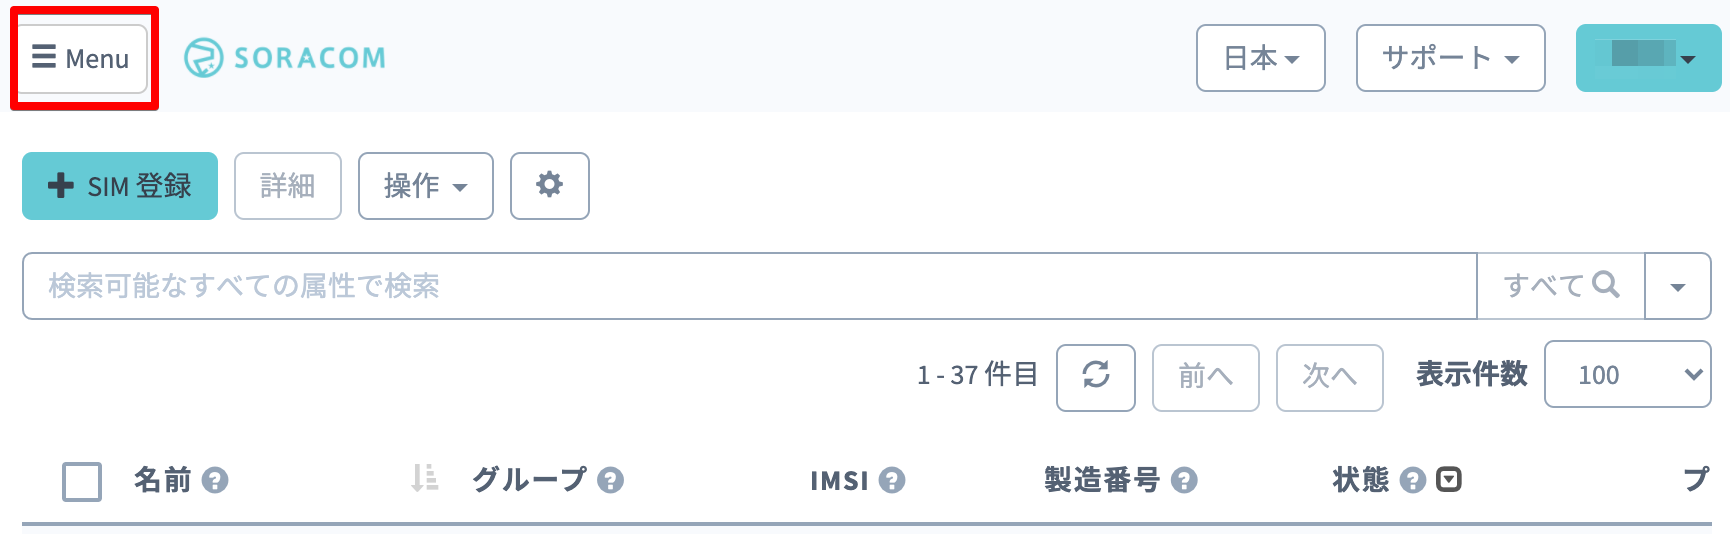 Menu SORACOM 日本 サポート
SIM 登録 詳細 操作
検索可能なすべての属性で検索 すべて
1 - 37 件目 前へ 次へ 表示件数 100
名前 グループ IMSI 製造番号 状態 プ